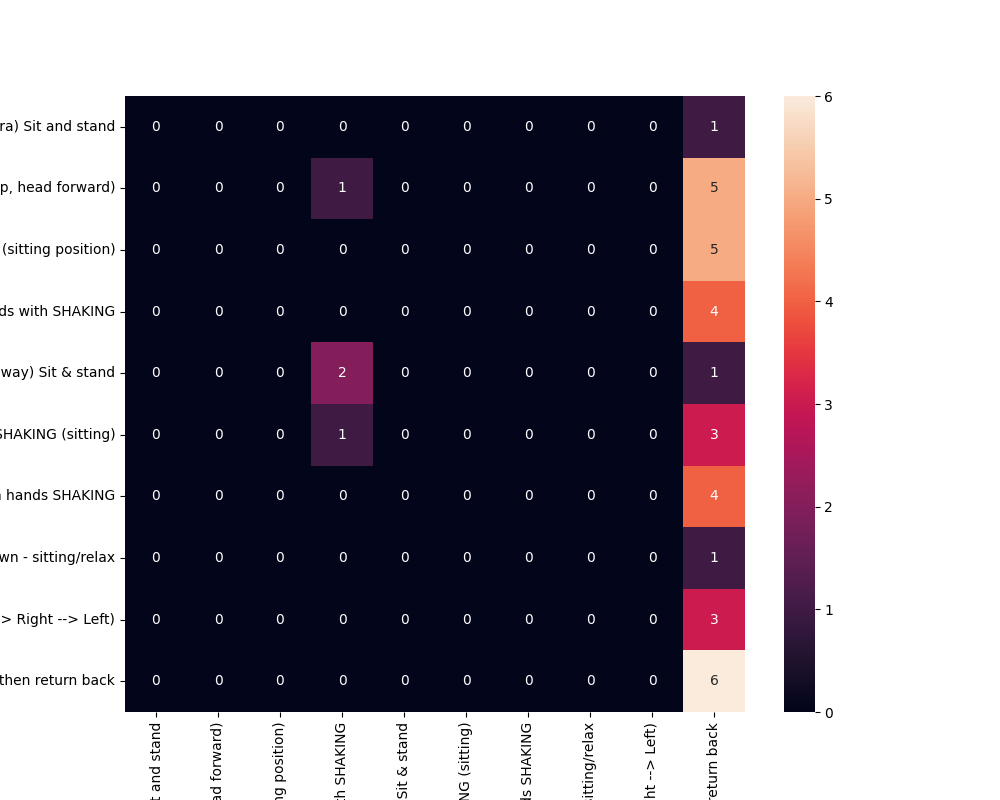 ra) Sit and stand 0 0 0 0 0 0 0 0 0 1
p, head forward) 0 0 0 1 0 0 0 0 0 5
(sitting position) 0 0 0 0 0 0 0 0 0 5
ds with SHAKING 0 0 0 0 0 0 0 0 0 4
way) Sit & stand 0 0 0 2 0 0 0 0 0 1
SHAKING (sitting) 0 0 0 1 0 0 0 0 0 3
hands SHAKING 0 0 0 0 0 0 0 0 0 4
wn - sitting/relax 0 0 0 0 0 0 0 0 0 1
> Right --> Left) 0 0 0 0 0 0 0 0 0 3
then return back 0 0 0 0 0 0 0 0 0 6
t and stand
ad forward)
ng position)
th SHAKING
Sit & stand
NG (sitting)
ds SHAKING
sitting/relax
ht --> Left)
return back
6
5
4
3
2
1
0